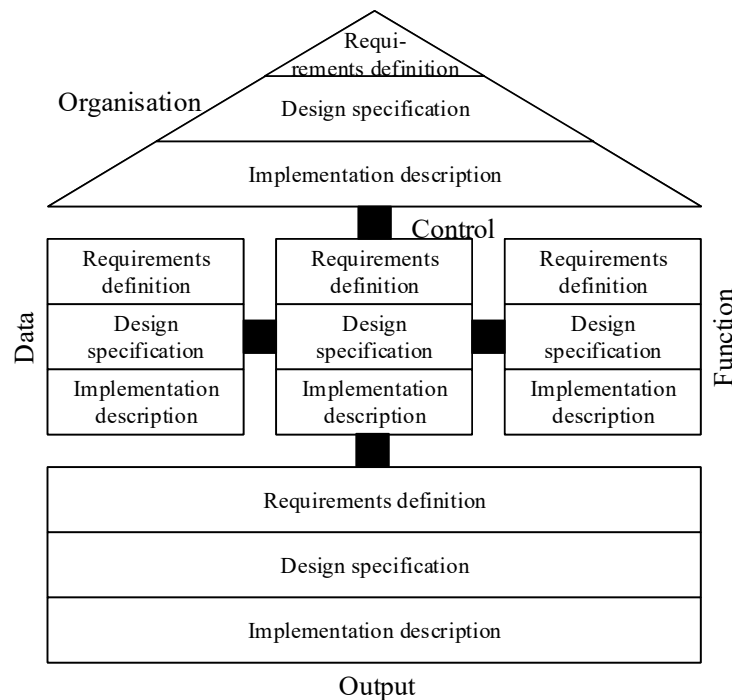 Requi-
rements definition
Organisation
Design specification
Implementation description
Control
Data
Requirements
definition
Design
specification
Implementation
description
Requirements
definition
Design
specification
Implementation
description
Requirements
definition
Design
specification
Implementation
description
Function
Requirements definition
Design specification
Implementation description
Output